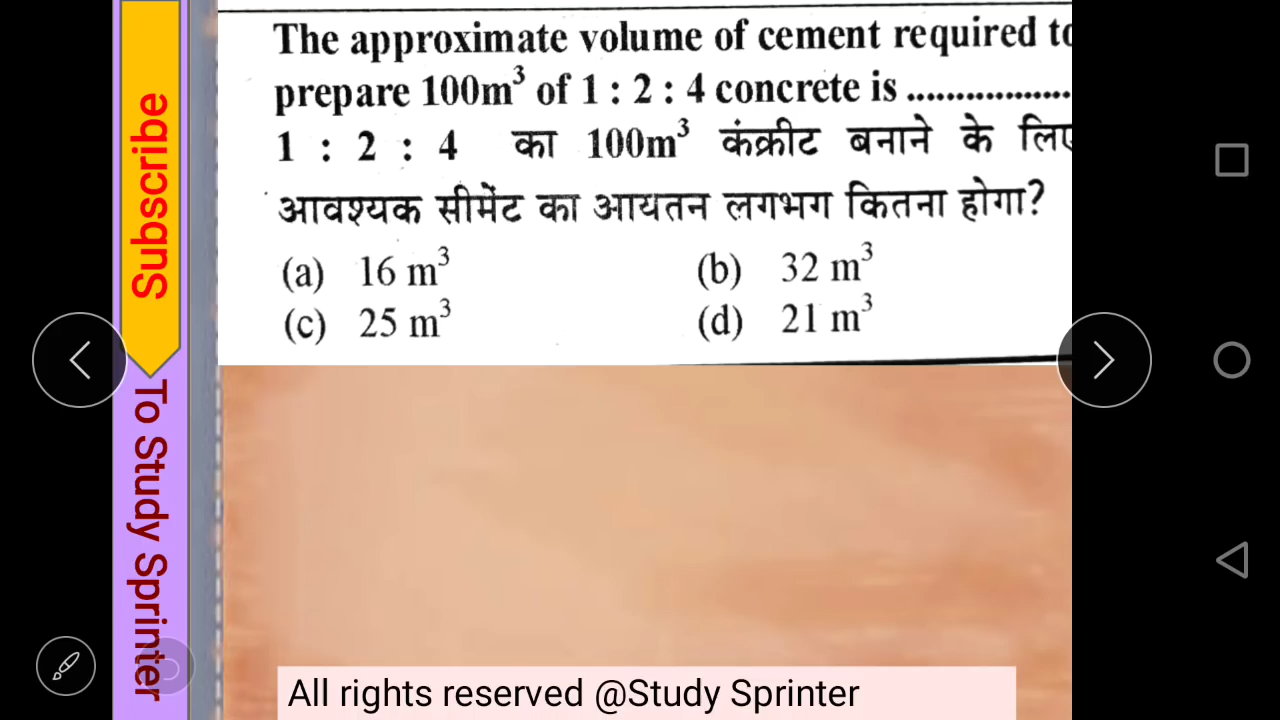 The approximate volume of cement required to
prepare 100m³ of 1 : 2 : 4 concrete is .................
1 : 2 : 4 का 100m³ कंक्रीट बनाने के लिए
आवश्यक सीमेंट का आयतन लगभग कितना होगा?
(a) 16 m³ (b) 32 m³
(c) 25 m³ (d) 21 m³
Subscribe
To Study Sprinter
All rights reserved @Study Sprinter